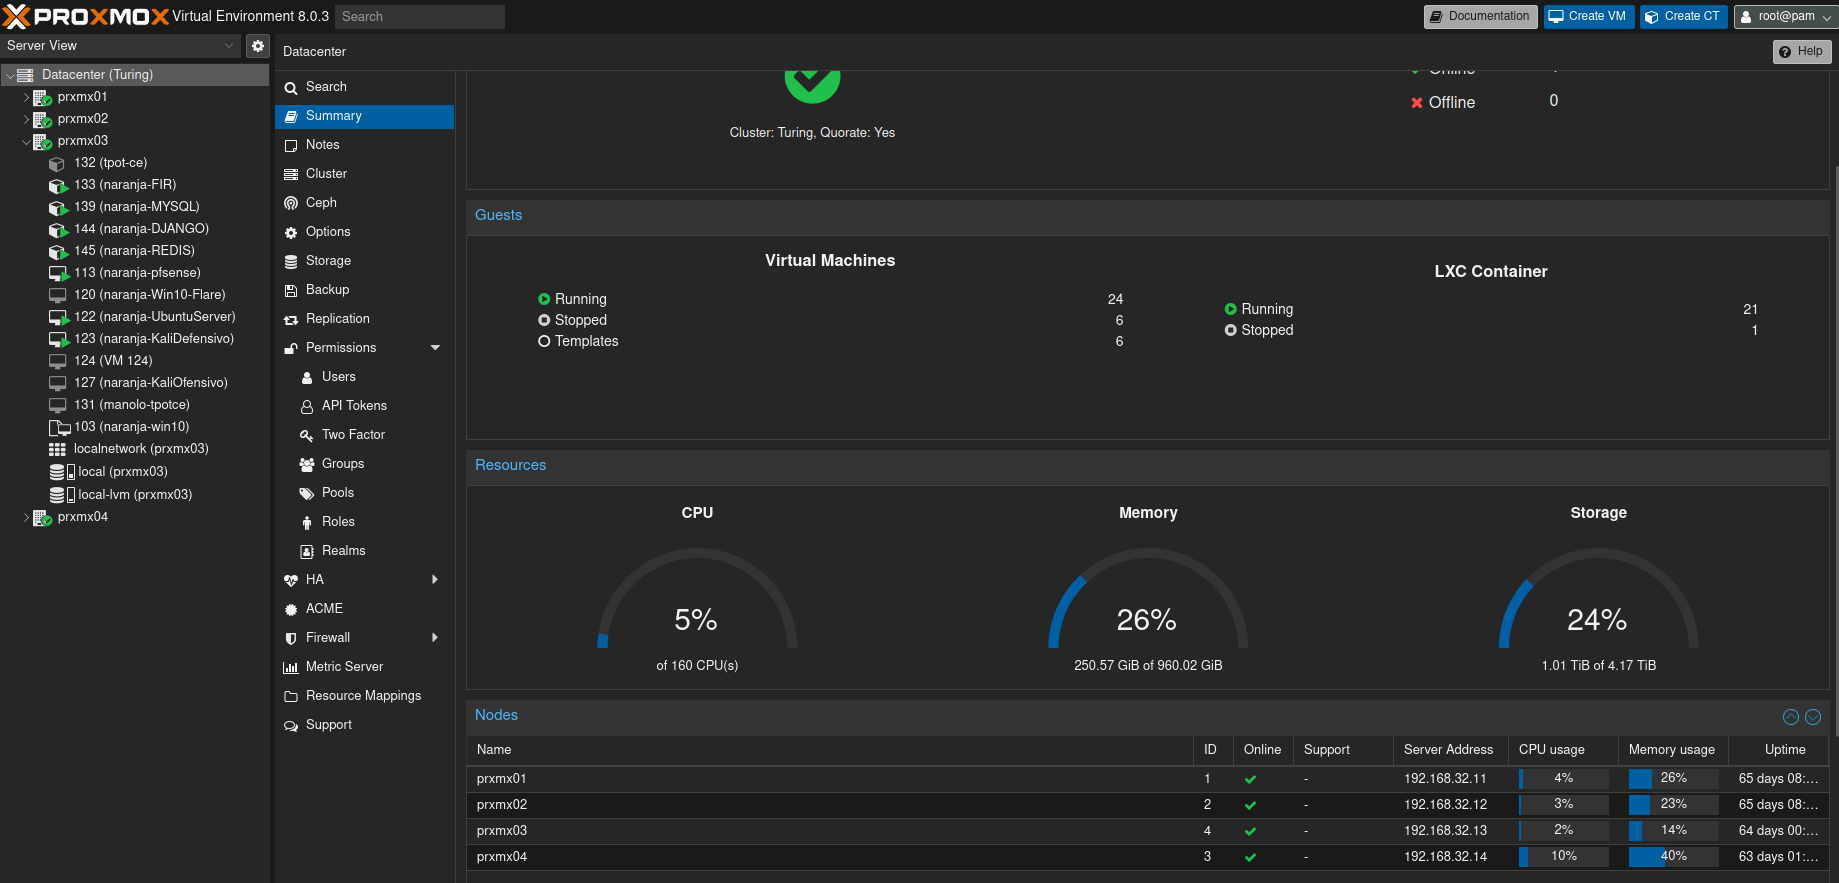 PROXMOX Virtual Environment 8.0.3 Search Documentation Create VM Create CT root@pam
Server View
Datacenter
Help
Datacenter (Turing)
prxmx01
prxmx02
prxmx03
132 (tpot-ce)
133 (naranja-FIR)
139 (naranja-MYSQL)
144 (naranja-DJANGO)
145 (naranja-REDIS)
113 (naranja-pfsense)
120 (naranja-Win10-Flare)
122 (naranja-UbuntuServer)
123 (naranja-KaliDefensivo)
124 (VM 124)
127 (naranja-KaliOfensivo)
131 (manolo-tpotce)
103 (naranja-win10)
localnetwork (prxmx03)
local (prxmx03)
local-lvm (prxmx03)
prxmx04
Search
Summary
Notes
Cluster
Ceph
Options
Storage
Backup
Replication
Permissions
Users
API Tokens
Two Factor
Groups
Pools
Roles
Realms
HA
ACME
Firewall
Metric Server
Resource Mappings
Support
Cluster: Turing, Quorate: Yes
Online
Offline 0
Guests
Virtual Machines
Running 24
Stopped 6
Templates 6
LXC Container
Running 21
Stopped 1
Resources
CPU
5%
of 160 CPU(s)
Memory
26%
250.57 GiB of 960.02 GiB
Storage
24%
1.01 TiB of 4.17 TiB
Nodes
Name ID Online Support Server Address CPU usage Memory usage Uptime
prxmx01 1 - 192.168.32.11 4% 26% 65 days 08:...
prxmx02 2 - 192.168.32.12 3% 23% 65 days 08:...
prxmx03 4 - 192.168.32.13 2% 14% 64 days 00:...
prxmx04 3 - 192.168.32.14 10% 40% 63 days 01:...